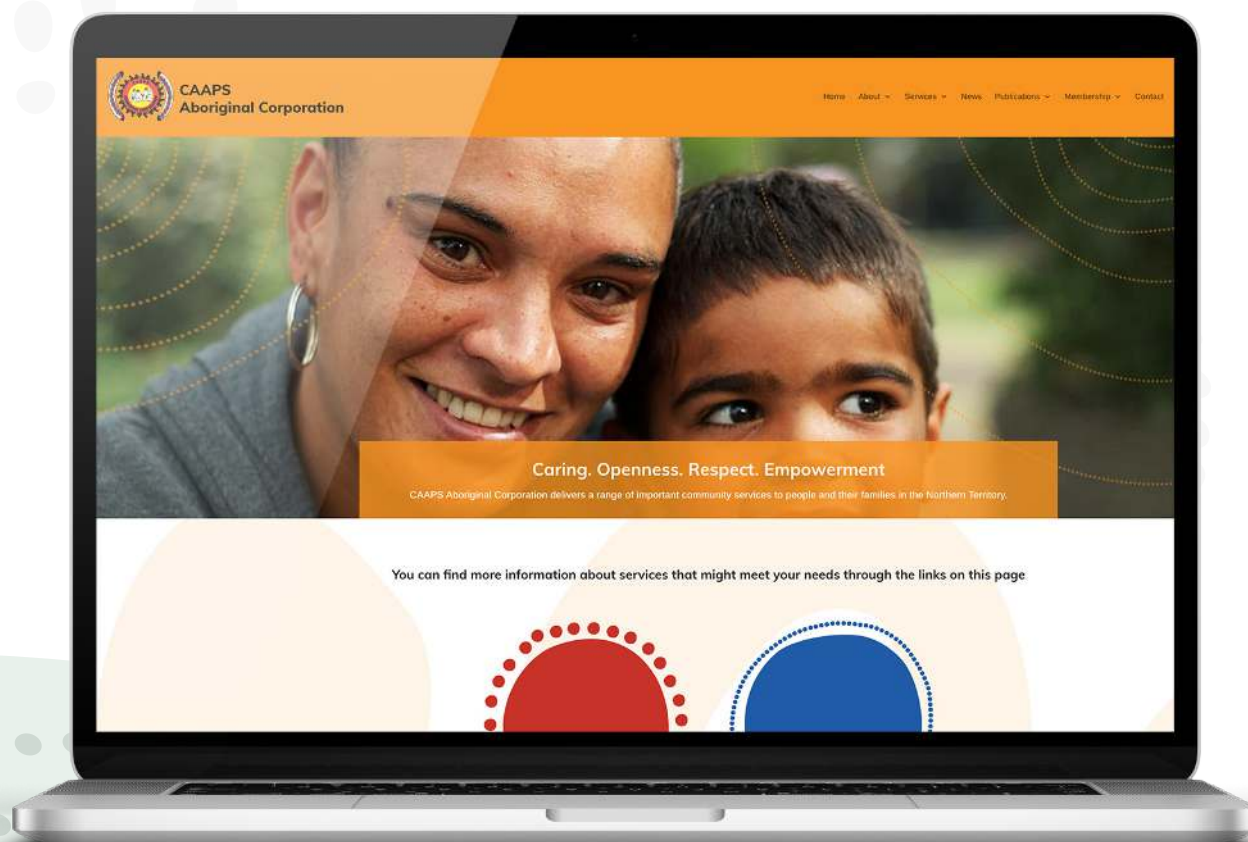 CAAPS
Aboriginal Corporation
Home About Services News Publications Membership Contact
Caring. Openness. Respect. Empowerment
CAAPS Aboriginal Corporation delivers a range of important community services to people and their families in the Northern Territory.
You can find more information about services that might meet your needs through the links on this page